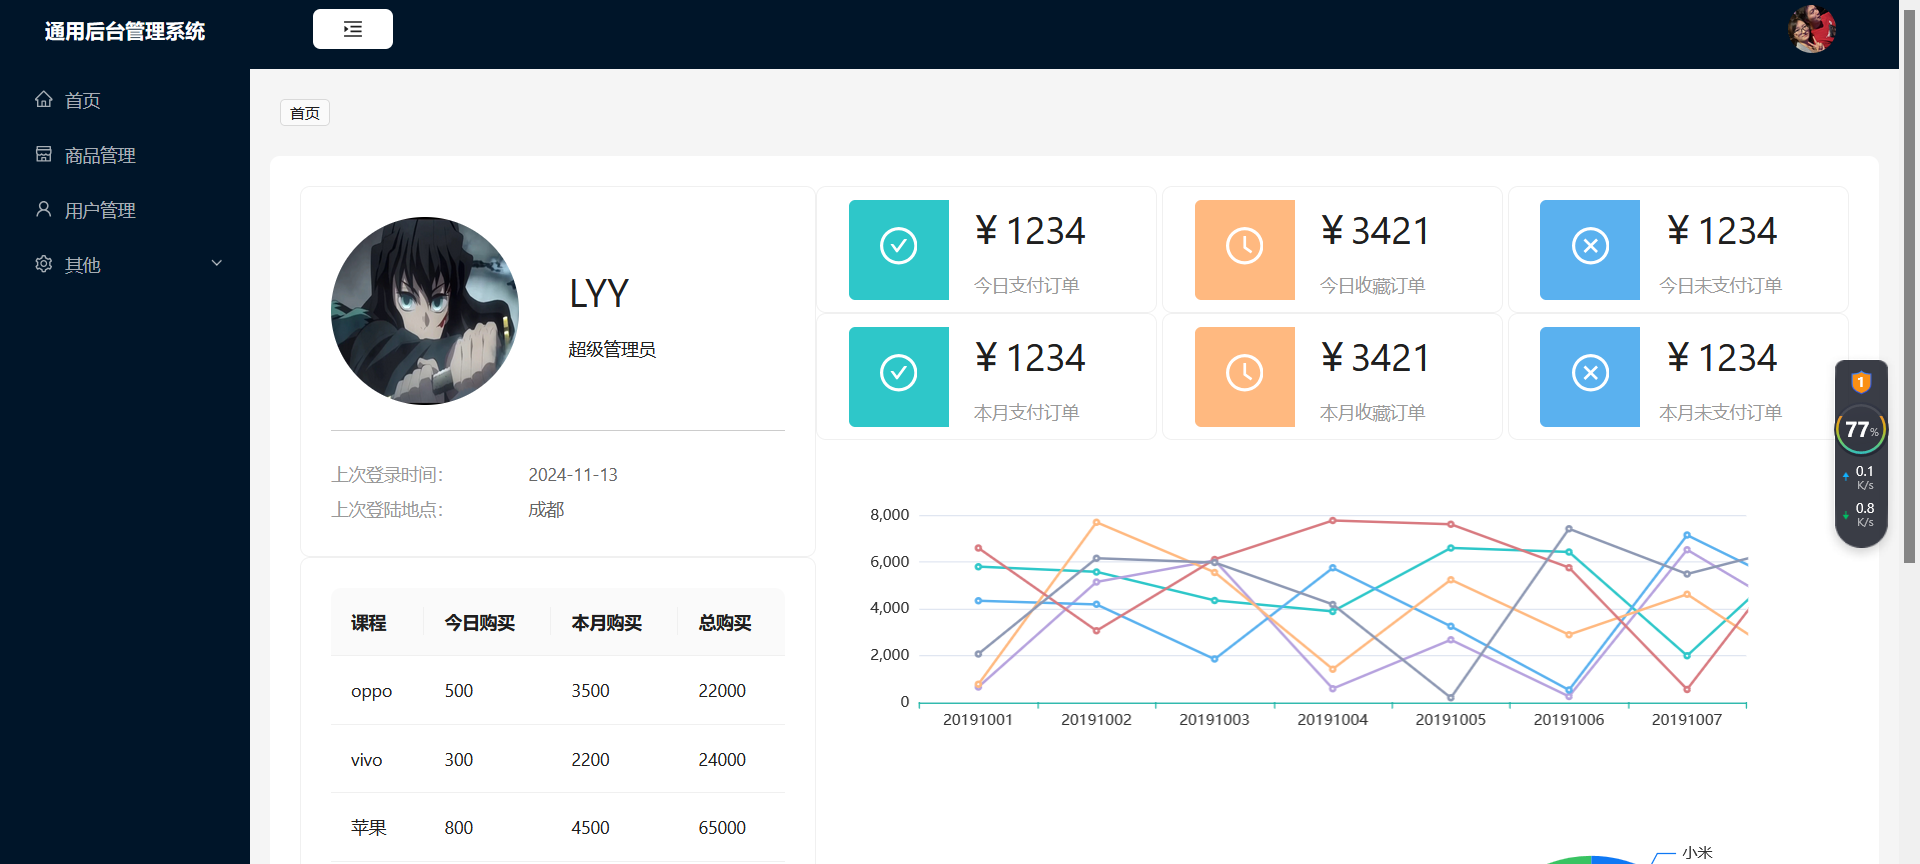 通用后台管理系统
首页
商品管理
用户管理
其他
首页
LYY
超级管理员
上次登录时间： 2024-11-13
上次登陆地点： 成都
¥ 1234
今日支付订单
¥ 3421
今日收藏订单
¥ 1234
今日未支付订单
¥ 1234
本月支付订单
¥ 3421
本月收藏订单
¥ 1234
本月未支付订单
课程 今日购买 本月购买 总购买
oppo 500 3500 22000
vivo 300 2200 24000
苹果 800 4500 65000
8,000
6,000
4,000
2,000
0
20191001 20191002 20191003 20191004 20191005 20191006 20191007
小米
1
77%
0.1
K/s
0.8
K/s